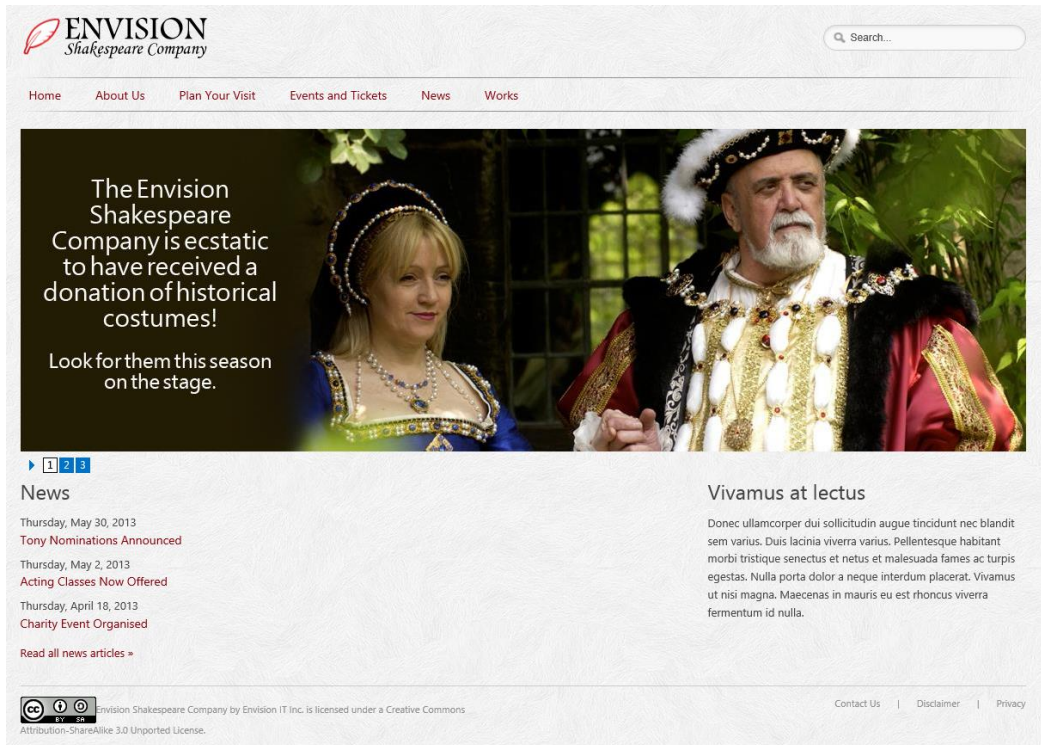 ENVISION
Shakespeare Company
Search...
Home About Us Plan Your Visit Events and Tickets News Works
The Envision
Shakespeare
Company is ecstatic
to have received a
donation of historical
costumes!
Look for them this season
on the stage.
1 2 3
News
Thursday, May 30, 2013
Tony Nominations Announced
Thursday, May 2, 2013
Acting Classes Now Offered
Thursday, April 18, 2013
Charity Event Organised
Read all news articles »
Vivamus at lectus
Donec ullamcorper dui sollicitudin augue tincidunt nec blandit
sem varius. Duis lacinia viverra varius. Pellentesque habitant
morbi tristique senectus et netus et malesuada fames ac turpis
egestas. Nulla porta dolor a neque interdum placerat. Vivamus
ut nisi magna. Maecenas in mauris eu est rhoncus viverra
fermentum id nulla.
cc BY SA Envision Shakespeare Company by Envision IT Inc. is licensed under a Creative Commons
Attribution-ShareAlike 3.0 Unported License.
Contact Us | Disclaimer | Privacy